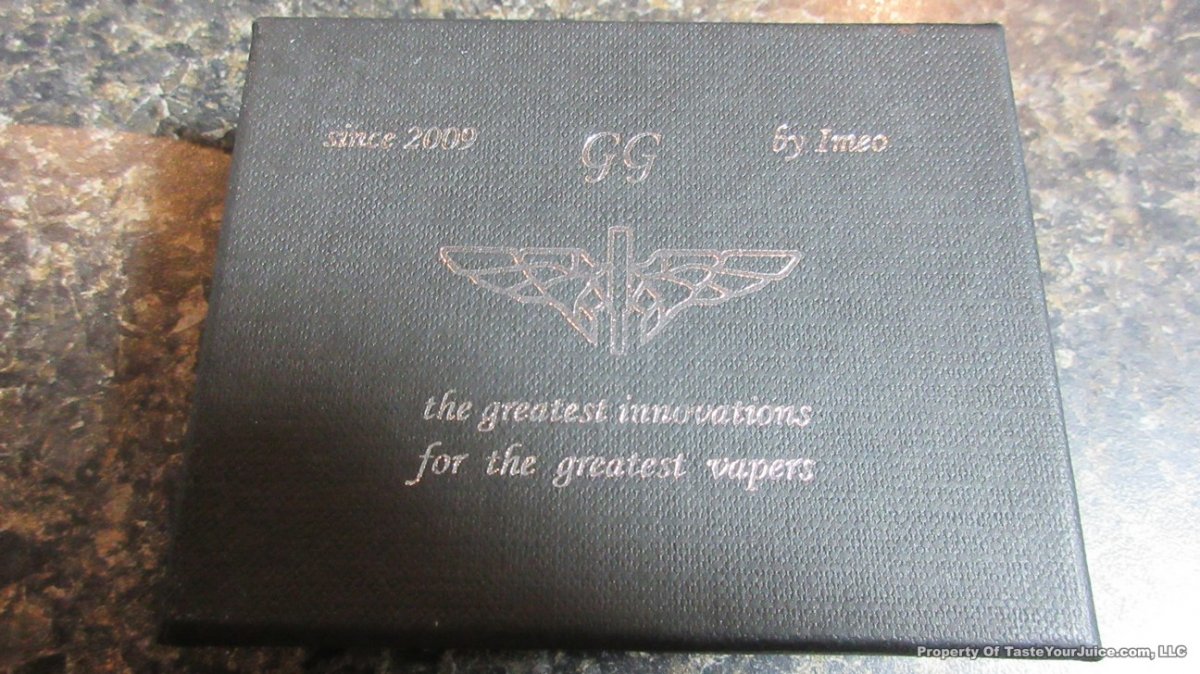 since 2009 GG by Imeo
the greatest innovations
for the greatest vapers
Property Of TasteYourJuice.com, LLC